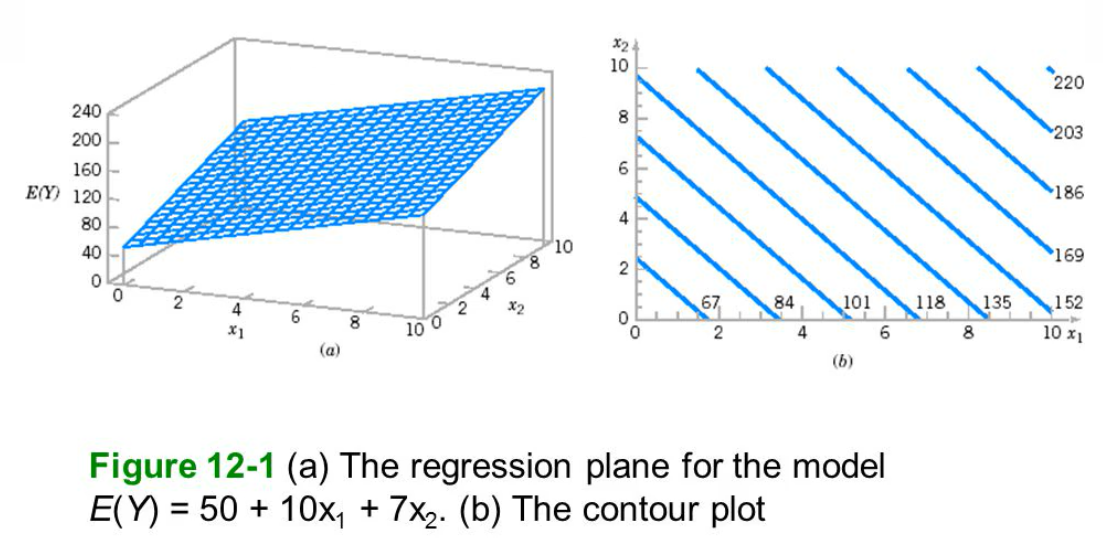 240
200
160
E(Y) 120
80
40
0
0
2
4
6
8
10
x₁
0
2
4
6
8
10
x₂
(a)
x₂
10
8
6
4
2
0
220
203
186
169
67 84 101 118 135 152
0 2 4 6 8 10 x₁
(b)
Figure 12-1 (a) The regression plane for the model
E(Y) = 50 + 10x₁ + 7x₂. (b) The contour plot